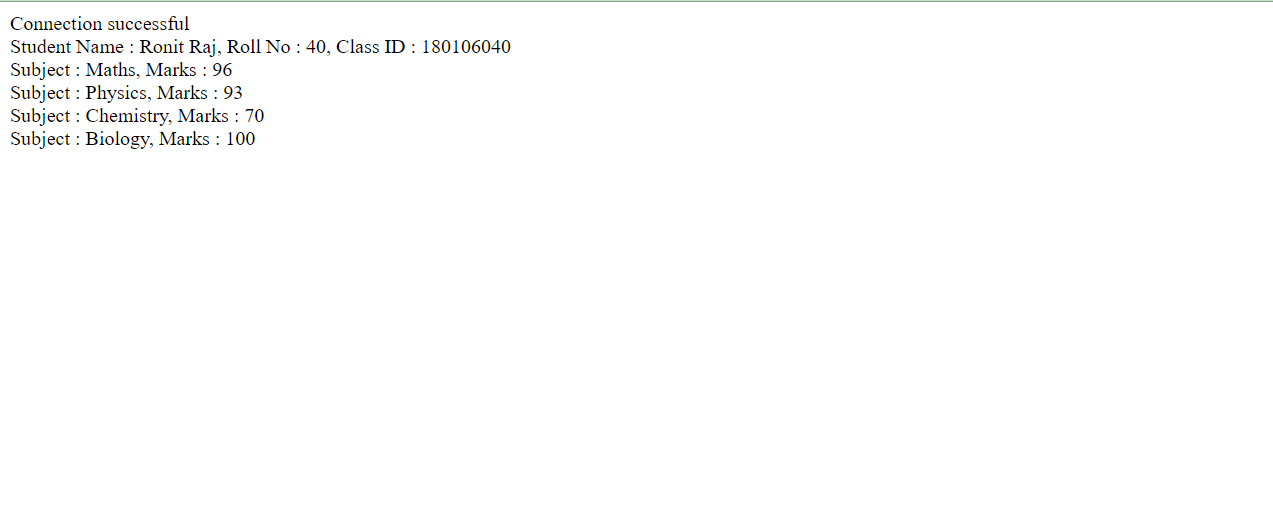 Connection successful
Student Name : Ronit Raj, Roll No : 40, Class ID : 180106040
Subject : Maths, Marks : 96
Subject : Physics, Marks : 93
Subject : Chemistry, Marks : 70
Subject : Biology, Marks : 100